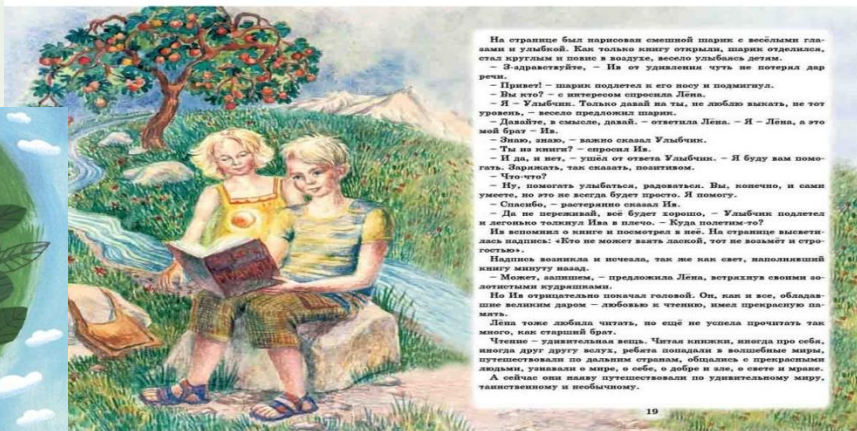 На странице был нарисован смешной шарик с весёлыми гла-
зами и улыбкой. Как только книгу открыли, шарик отделился,
стал круглым и повис в воздухе, весело улыбаясь детям.
– З-здравствуйте, – Ив от удивления чуть не потерял дар
речи.
– Привет! – шарик подлетел к его носу и подмигнул.
– Вы кто? – с интересом спросила Лёна.
– Я – Улыбчик. Только давай на ты, не люблю выкать, не тот
уровень, – весело предложил шарик.
– Давайте, в смысле, давай. – ответила Лёна. – Я – Лёна, а это
мой брат – Ив.
– Знаю, знаю, – важно сказал Улыбчик.
– Ты из книги? – спросил Ив.
– И да, и нет, – ушёл от ответа Улыбчик. – Я буду вам помо-
гать. Заряжать, так сказать, позитивом.
– Что-что?
– Ну, помогать улыбаться, радоваться. Вы, конечно, и сами
умеете, но это не всегда будет просто. Я помогу.
– Спасибо, – растерянно сказал Ив.
– Да не переживай, всё будет хорошо, – Улыбчик подлетел
и легонько толкнул Ива в плечо. – Куда полетим-то?
Ив вспомнил о книге и посмотрел в неё. На странице высвети-
лась надпись: «Кто не может взять лаской, тот не возьмёт и стро-
гостью».
Надпись возникла и исчезла, так же как свет, наполнявший
книгу минуту назад.
– Может, запишем, – предложила Лёна, встряхнув своими зо-
лотистыми кудряшками.
Но Ив отрицательно покачал головой. Он, как и все, обладав-
шие великим даром – любовью к чтению, имел прекрасную па-
мять.
Лёна тоже любила читать, но ещё не успела прочитать так
много, как старший брат.
Чтение – удивительная вещь. Читая книжки, иногда про себя,
иногда друг другу вслух, ребята попадали в волшебные миры,
путешествовали по дальним странам, общались с прекрасными
людьми, узнавали о мире, о себе, о добре и зле, о свете и мраке.
А сейчас они наяву путешествовали по удивительному миру,
таинственному и необычному.
19